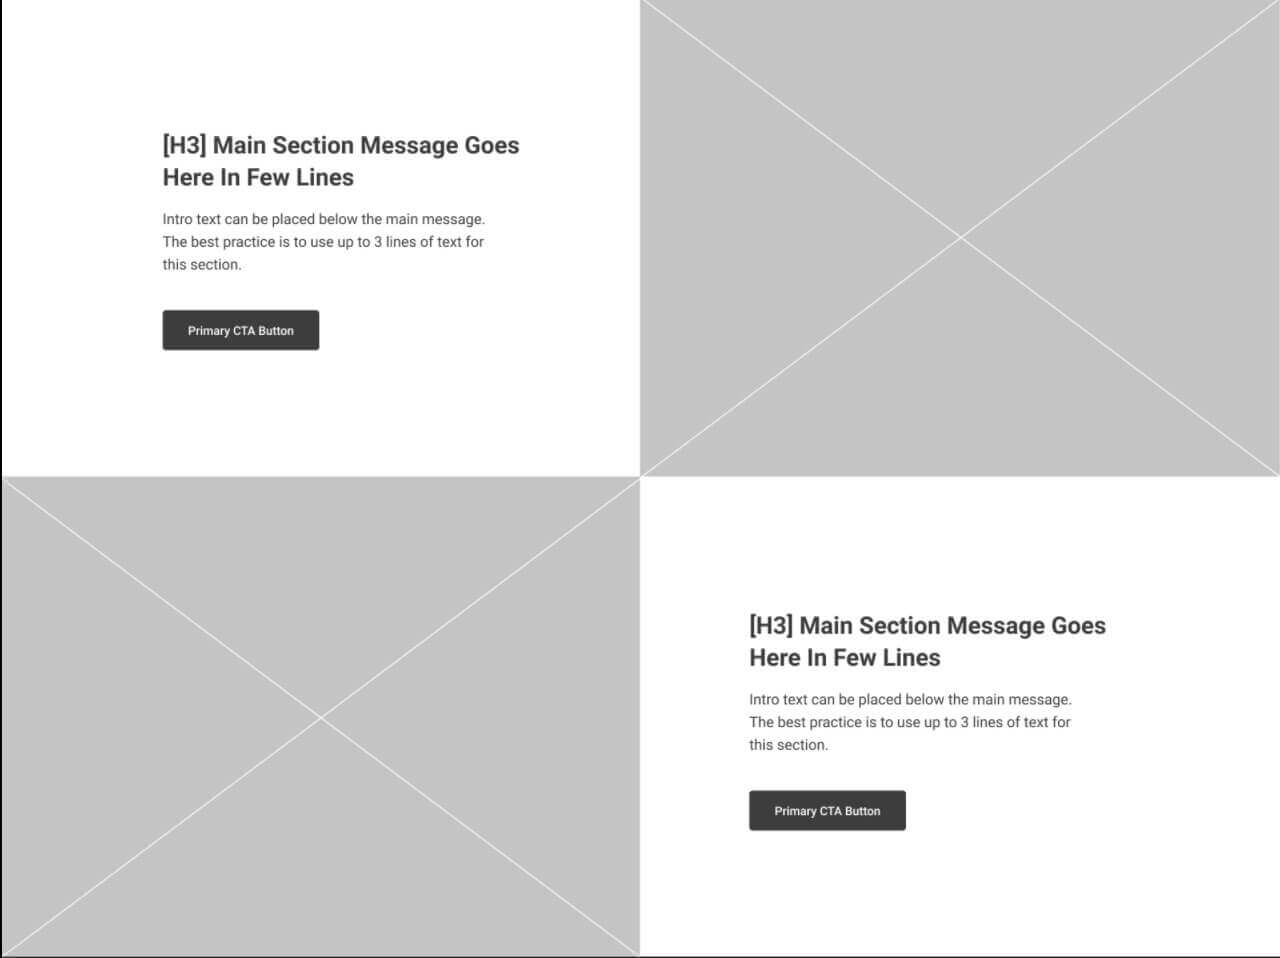 [H3] Main Section Message Goes
Here In Few Lines
Intro text can be placed below the main message.
The best practice is to use up to 3 lines of text for
this section.
Primary CTA Button
[H3] Main Section Message Goes
Here In Few Lines
Intro text can be placed below the main message.
The best practice is to use up to 3 lines of text for
this section.
Primary CTA Button